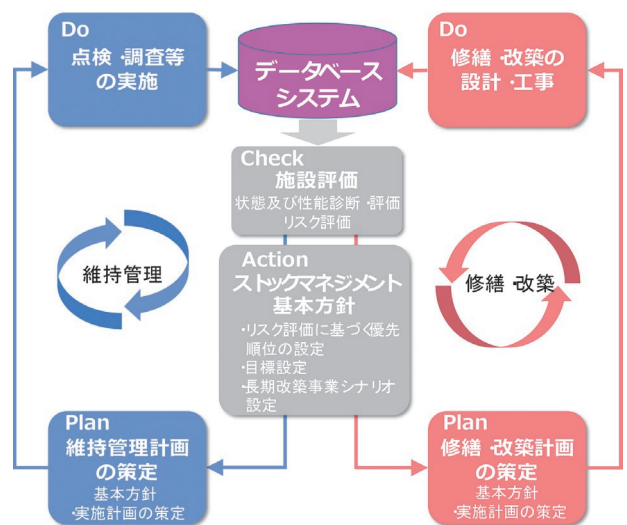 Do
点検・調査等
の実施
データベース
システム
Do
修繕・改築の
設計・工事
Check
施設評価
状態及び性能診断・評価
リスク評価
維持管理
Action
ストックマネジメント
基本方針
・リスク評価に基づく優先
順位の設定
・目標設定
・長期改築事業シナリオ
設定
修繕・改築
Plan
維持管理計画
の策定
基本方針
・実施計画の策定
Plan
修繕・改築計画
の策定
基本方針
・実施計画の策定